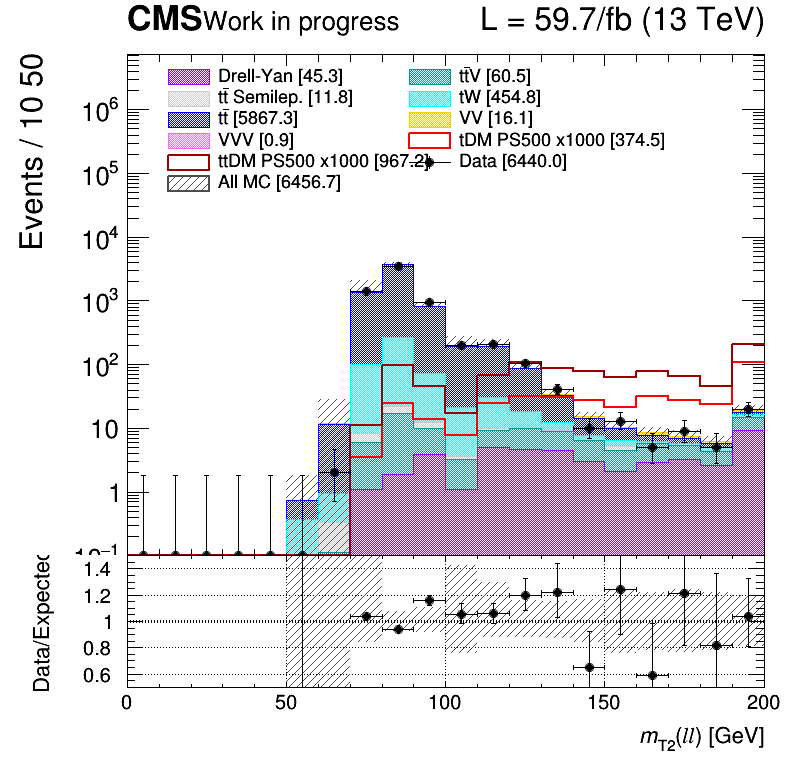 CMS Work in progress L = 59.7/fb (13 TeV)
Events / 10 50
Drell-Yan [45.3]
tt̄V [60.5]
tt̄ Semilep. [11.8]
tW [454.8]
tt̄ [5867.3]
VV [16.1]
VVV [0.9]
tDM PS500 x1000 [374.5]
ttDM PS500 x1000 [967.2]
Data [6440.0]
All MC [6456.7]
10⁶
10⁵
10⁴
10³
10²
10
1
10⁻¹
Data/Expected
1.4
1.2
1
0.8
0.6
0 50 100 150 200
m_T2(ll) [GeV]